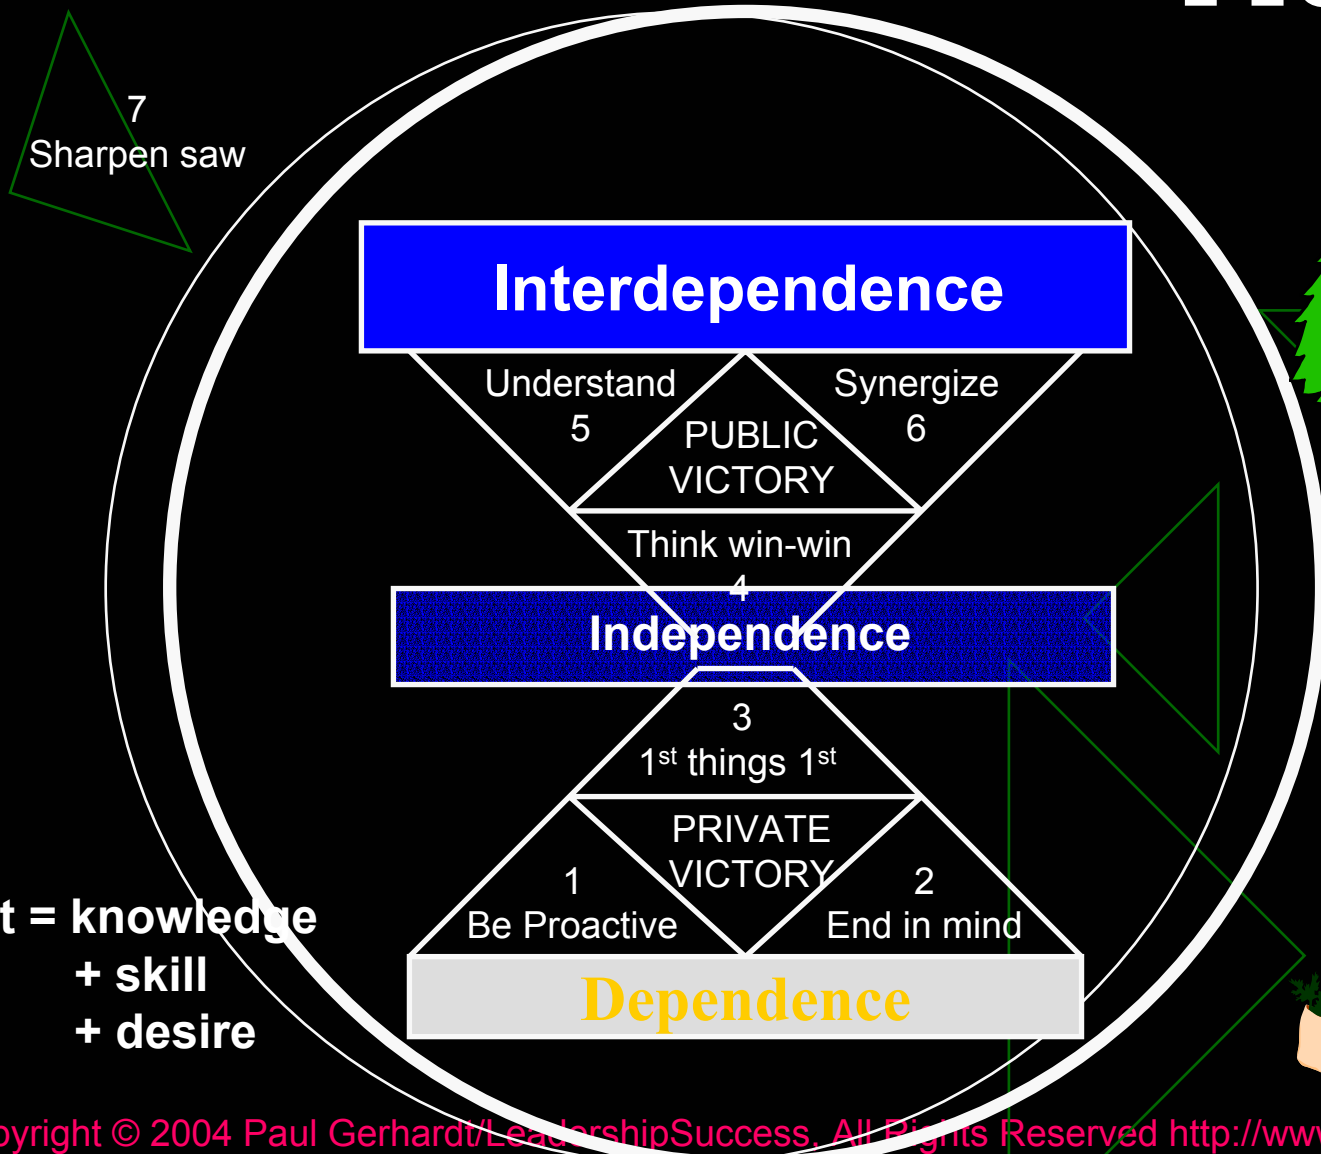 7
Sharpen saw
Interdependence
Understand
5
Synergize
6
PUBLIC
VICTORY
Think win-win
4
Independence
3
1st things 1st
PRIVATE
VICTORY
1
Be Proactive
2
End in mind
t = knowledge
+ skill
+ desire
Dependence
pyright © 2004 Paul Gerhardt/LeadershipSuccess, All Rights Reserved http://www